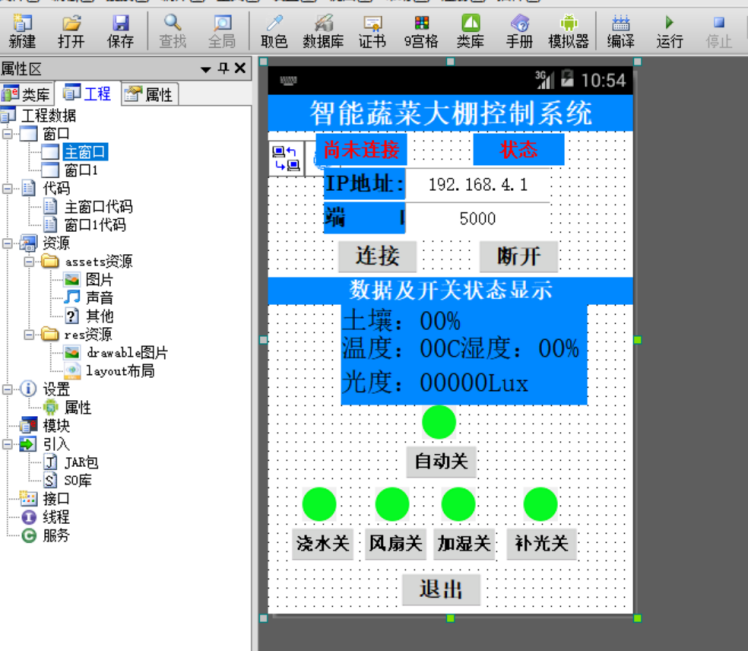 新建 打开 保存 查找 全局 取色 数据库 证书 9宫格 类库 手册 模拟器 编译 运行 停止
属性区
类库 工程 属性
工程数据
窗口
主窗口
窗口1
代码
主窗口代码
窗口1代码
资源
assets资源
图片
声音
其他
res资源
drawable图片
layout布局
设置
属性
模块
引入
JAR包
SO库
接口
线程
服务
3G 10:54
智能蔬菜大棚控制系统
尚未连接 状态
IP地址: 192.168.4.1
端 5000
连接 断开
数据及开关状态显示
土壤: 00%
温度: 00C湿度: 00%
光度: 00000Lux
自动关
浇水关 风扇关 加湿关 补光关
退出